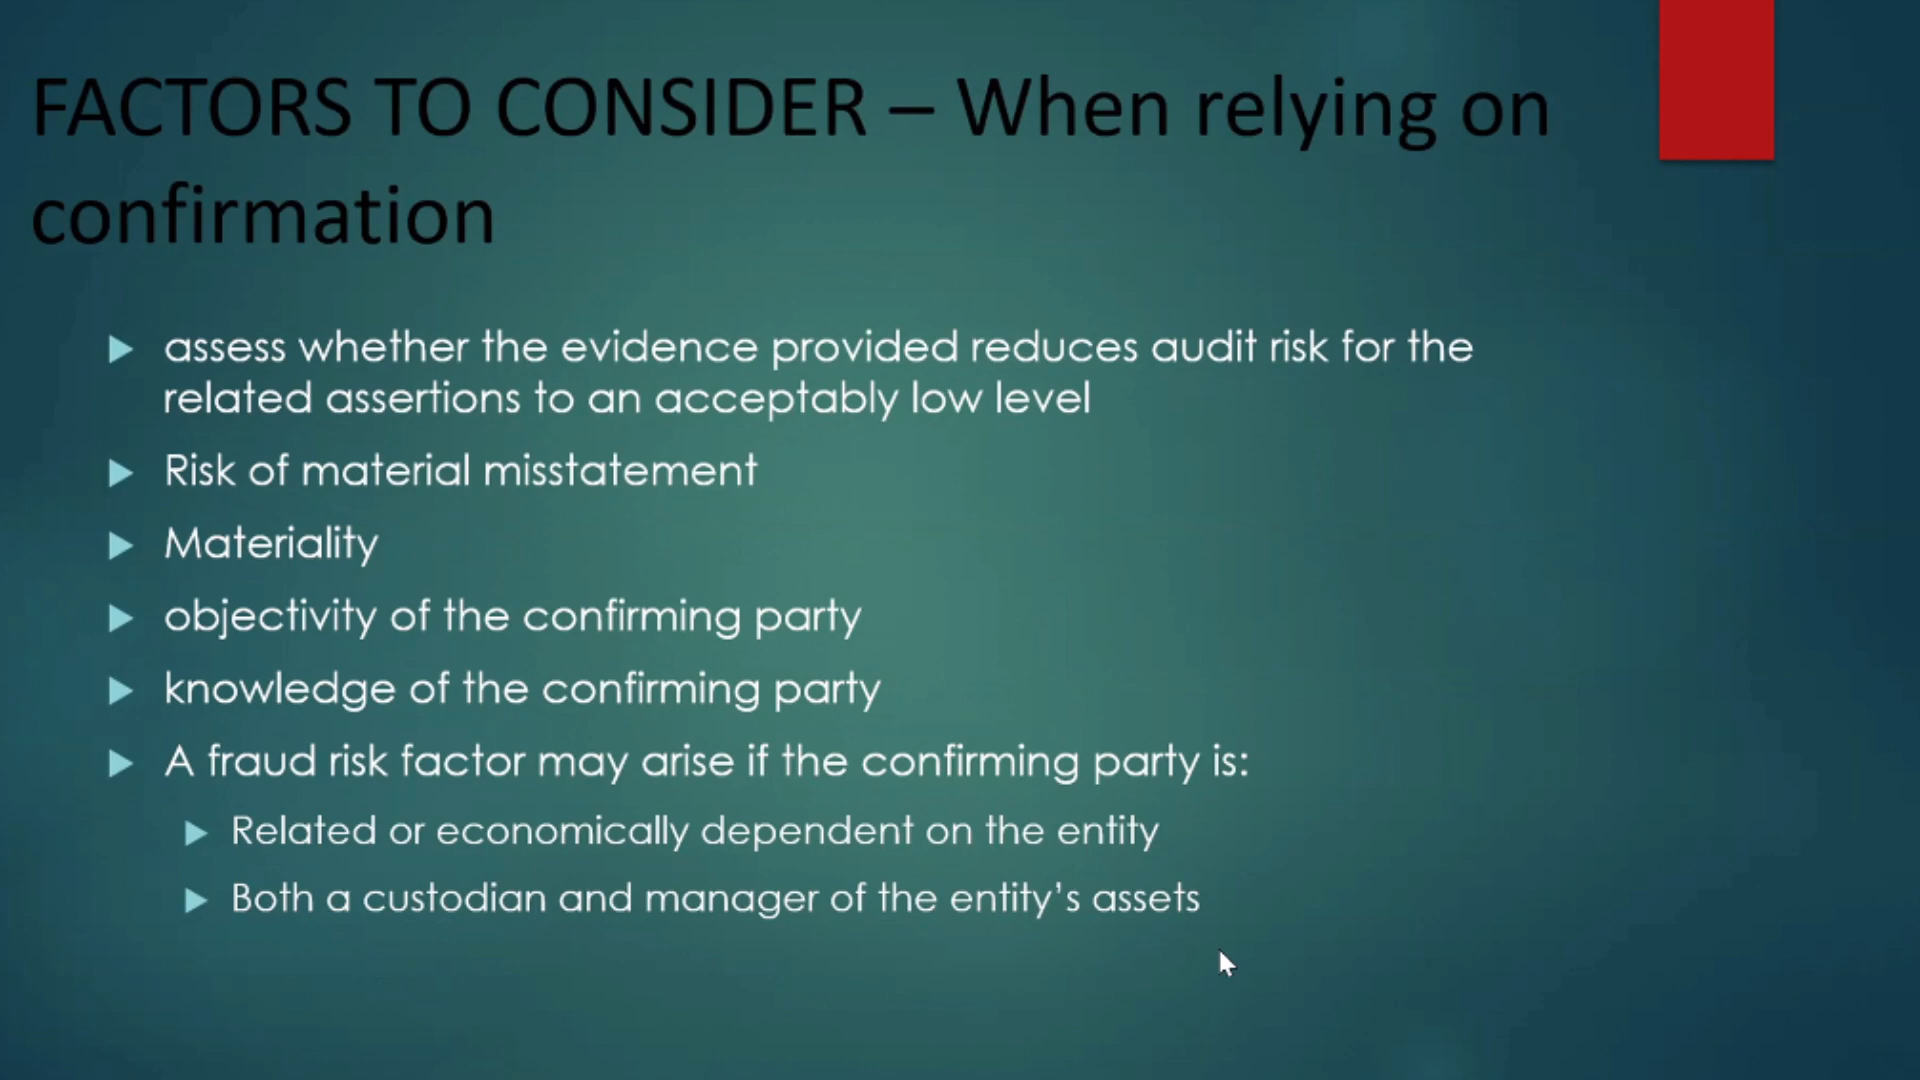 FACTORS TO CONSIDER – When relying on
confirmation
assess whether the evidence provided reduces audit risk for the
related assertions to an acceptably low level
Risk of material misstatement
Materiality
objectivity of the confirming party
knowledge of the confirming party
A fraud risk factor may arise if the confirming party is:
Related or economically dependent on the entity
Both a custodian and manager of the entity’s assets